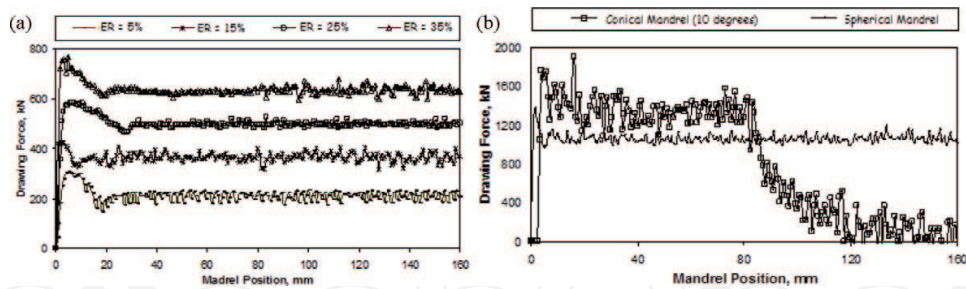 (a)
ER = 5% ER = 15% ER = 25% ER = 35%
800
600
400
200
0
Drawing Force, kN
0 20 40 60 80 100 120 140 160
Madrel Position, mm
(b)
Conical Mandrel (10 degrees) Spherical Mandrel
2000
1600
1200
1000
800
400
0
Drawing Force, kN
0 40 80 120 160
Mandrel Position, mm